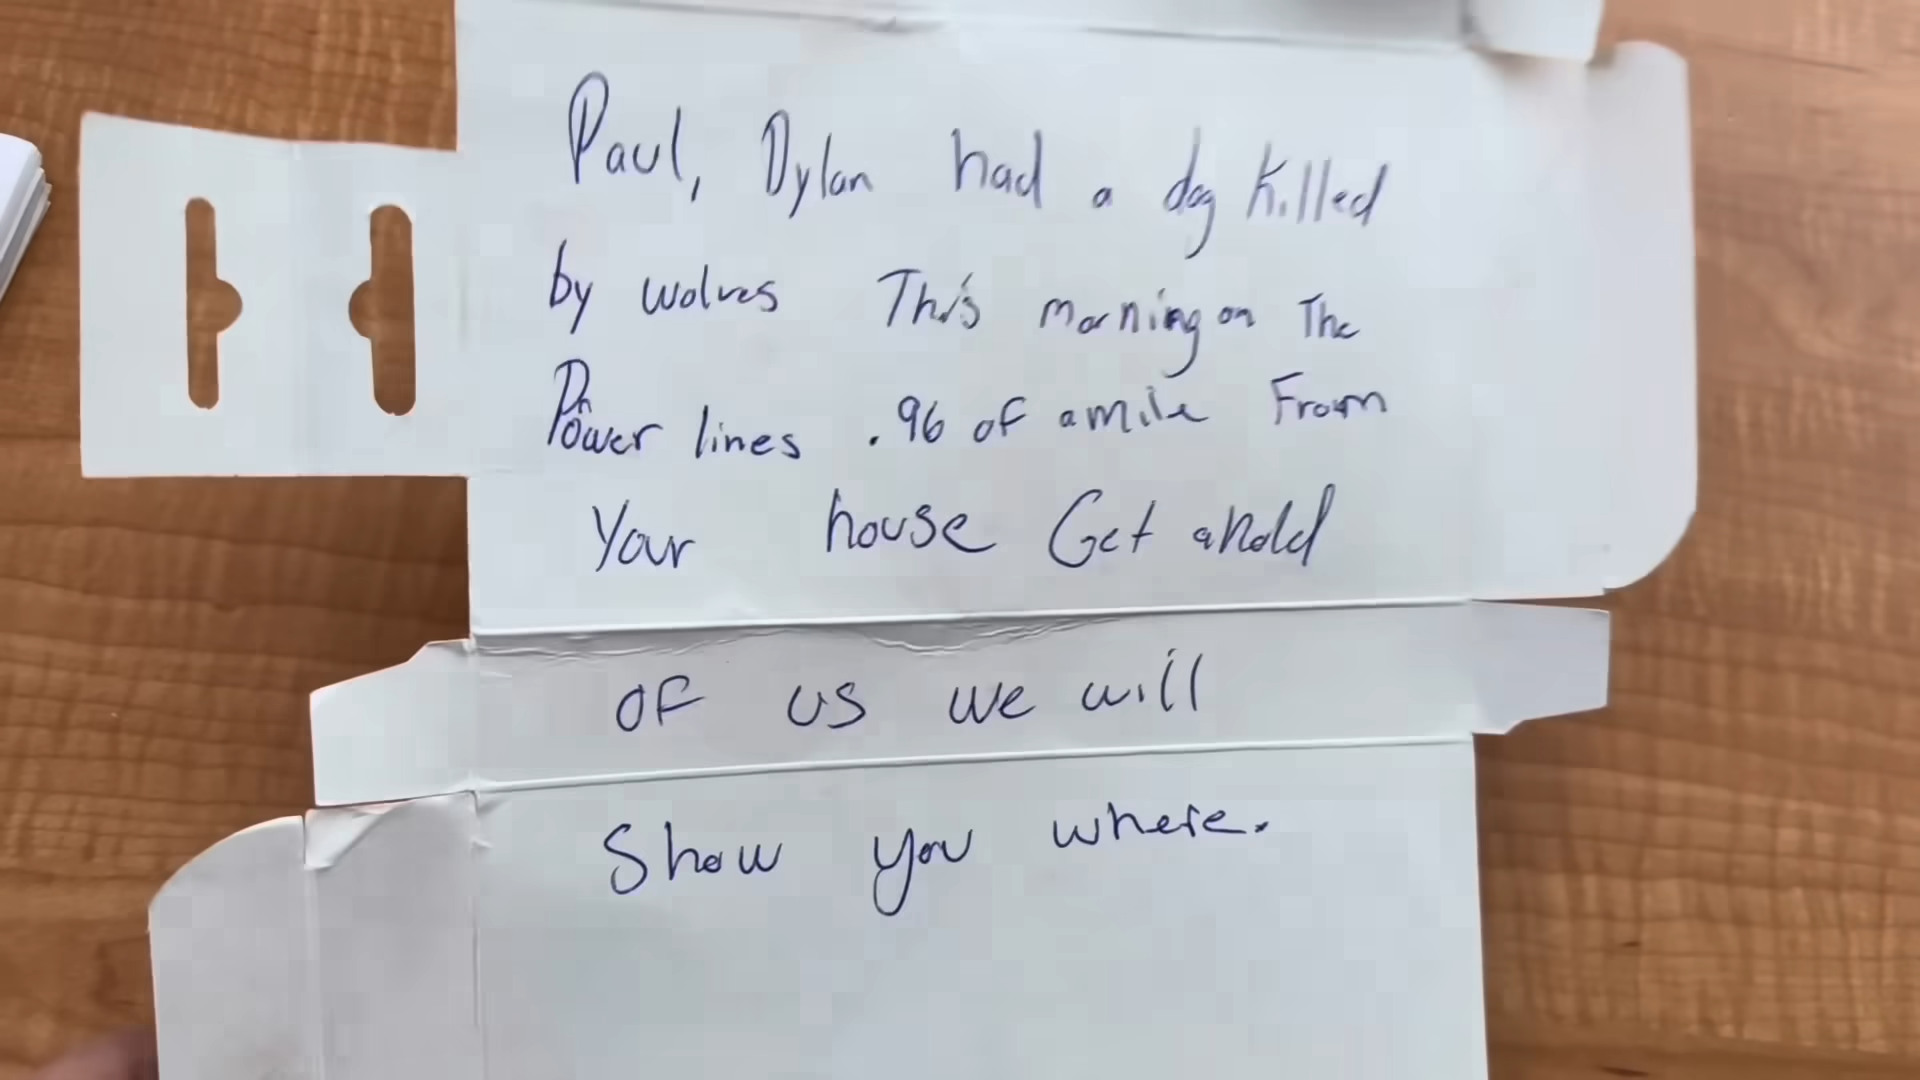 Paul, Dylan had a dog killed
by wolves This morning on The
Power lines .96 of a mile From
Your house Get ahold
of us we will
Show you where.